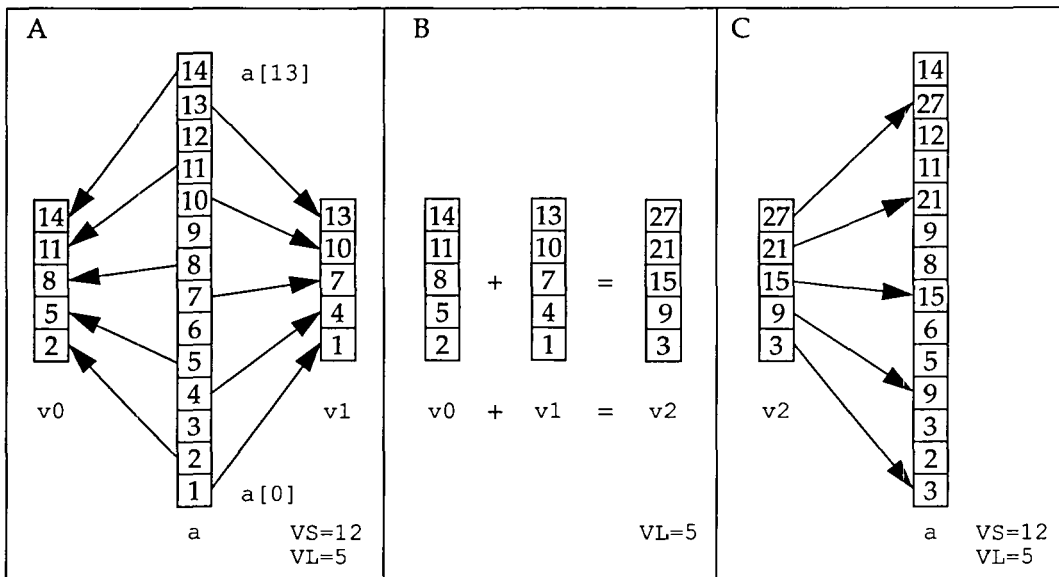 A
14 a[13]
13
12
11
10
9
8
7
6
5
4
3
2
1 a[0]
a
14
11
8
5
2
v0
13
10
7
4
1
v1
VS=12
VL=5
B
14 13 27
11 10 21
8 + 7 = 15
5 4 9
2 1 3
v0 + v1 = v2
VL=5
C
27
21
15
9
3
v2
14
27
12
11
21
9
8
15
6
5
9
3
2
3
a
VS=12
VL=5